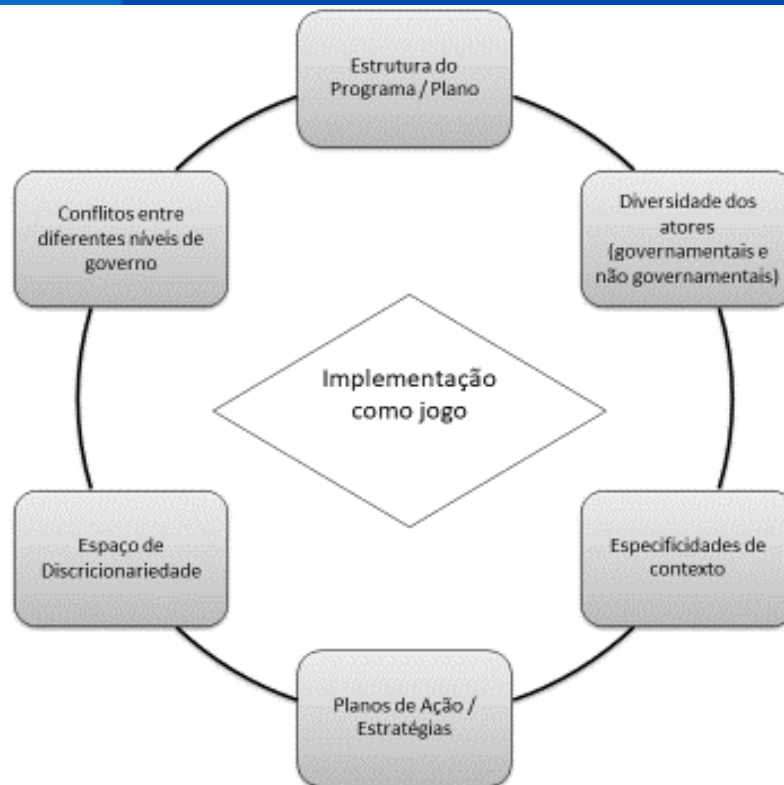 Estrutura do
Programa / Plano
Conflitos entre
diferentes níveis de
governo
Diversidade dos
atores
(governamentais e
não governamentais)
Implementação
como jogo
Espaço de
Discricionariedade
Especificidades de
contexto
Planos de Ação /
Estratégias